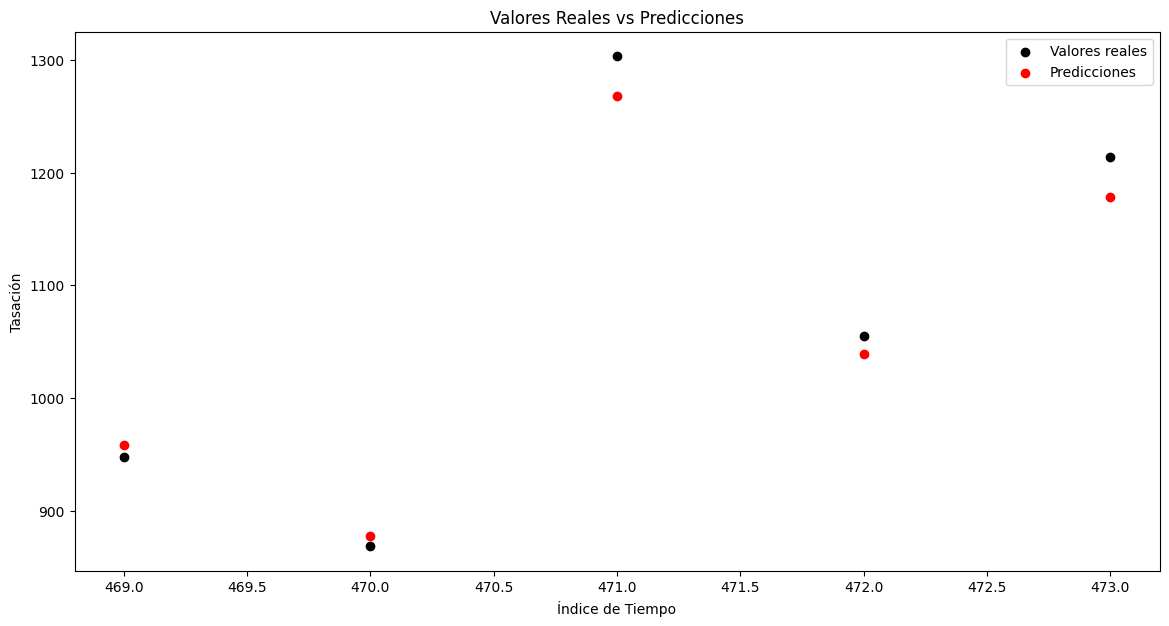 Valores Reales vs Predicciones
Valores reales
Predicciones
1300
1200
1100
1000
900
Tasación
469.0 469.5 470.0 470.5 471.0 471.5 472.0 472.5 473.0
Índice de Tiempo